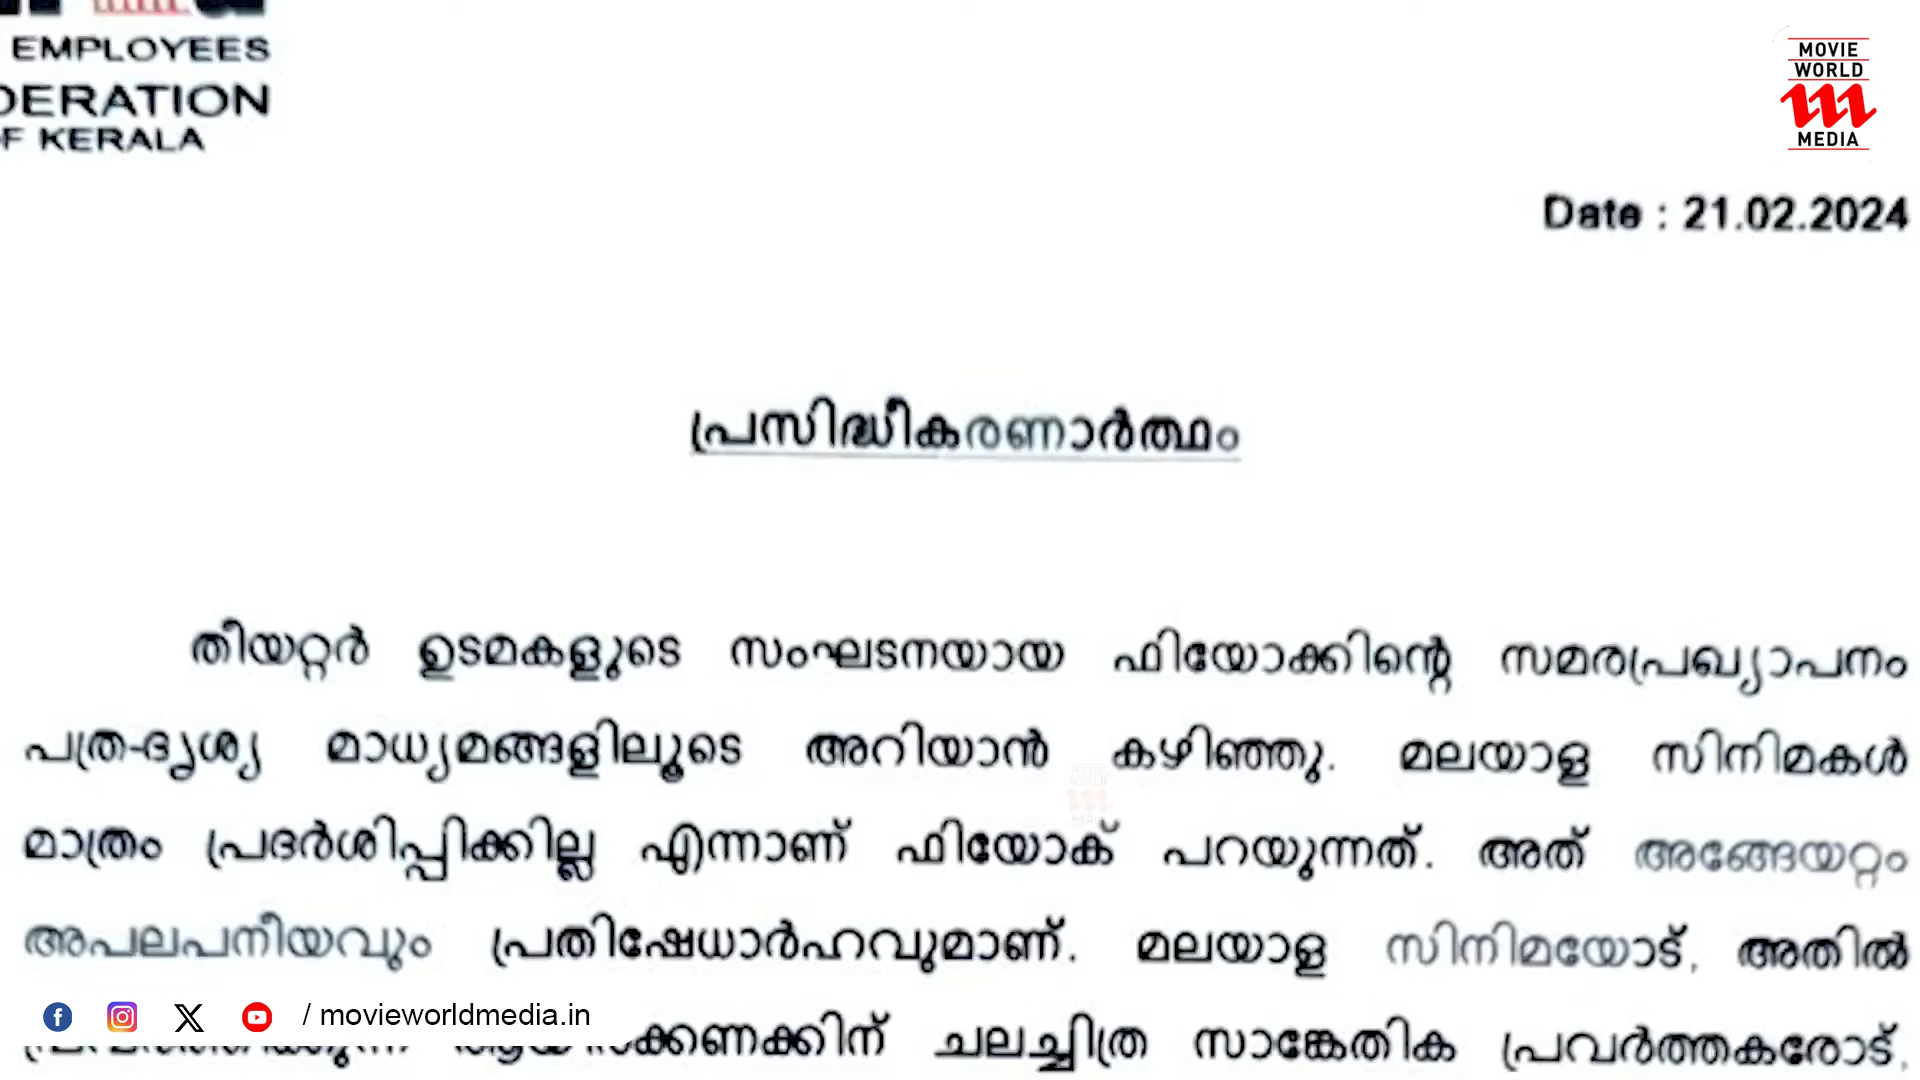 EMPLOYEES
DERATION
OF KERALA
MOVIE
WORLD
MEDIA
Date : 21.02.2024
പ്രസിദ്ധീകരണാർത്ഥം
തീയറ്റർ ഉടമകളുടെ സംഘടനയായ ഫിയോക്കിന്റെ സമരപ്രഖ്യാപനം
പത്ര-ദൃശ്യ മാധ്യമങ്ങളിലൂടെ അറിയാൻ കഴിഞ്ഞു. മലയാള സിനിമകൾ
മാത്രം പ്രദർശിപ്പിക്കില്ല എന്നാണ് ഫിയോക് പറയുന്നത്. അത് അങ്ങേയറ്റം
അപലപനീയവും പ്രതിഷേധാർഹവുമാണ്. മലയാള സിനിമയോട്, അതിൽ
ചലച്ചിത്ര സാങ്കേതിക പ്രവർത്തകരോട്,
/ movieworldmedia.in